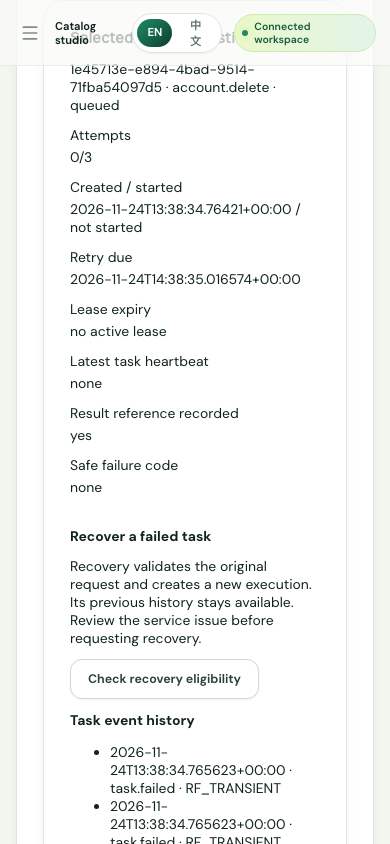 Catalog
studio
EN
中
文
Connected
workspace
Selected
1e45713e-e894-4bad-9514-
71fba54097d5 · account.delete ·
queued
Attempts
0/3
Created / started
2026-11-24T13:38:34.76421+00:00 /
not started
Retry due
2026-11-24T14:38:35.016574+00:00
Lease expiry
no active lease
Latest task heartbeat
none
Result reference recorded
yes
Safe failure code
none
Recover a failed task
Recovery validates the original
request and creates a new execution.
Its previous history stays available.
Review the service issue before
requesting recovery.
Check recovery eligibility
Task event history
• 2026-11-
24T13:38:34.765623+00:00 ·
task.failed · RF_TRANSIENT
• 2026-11-
24T13:38:34.765623+00:00 ·
task.failed · RF_TRANSIENT